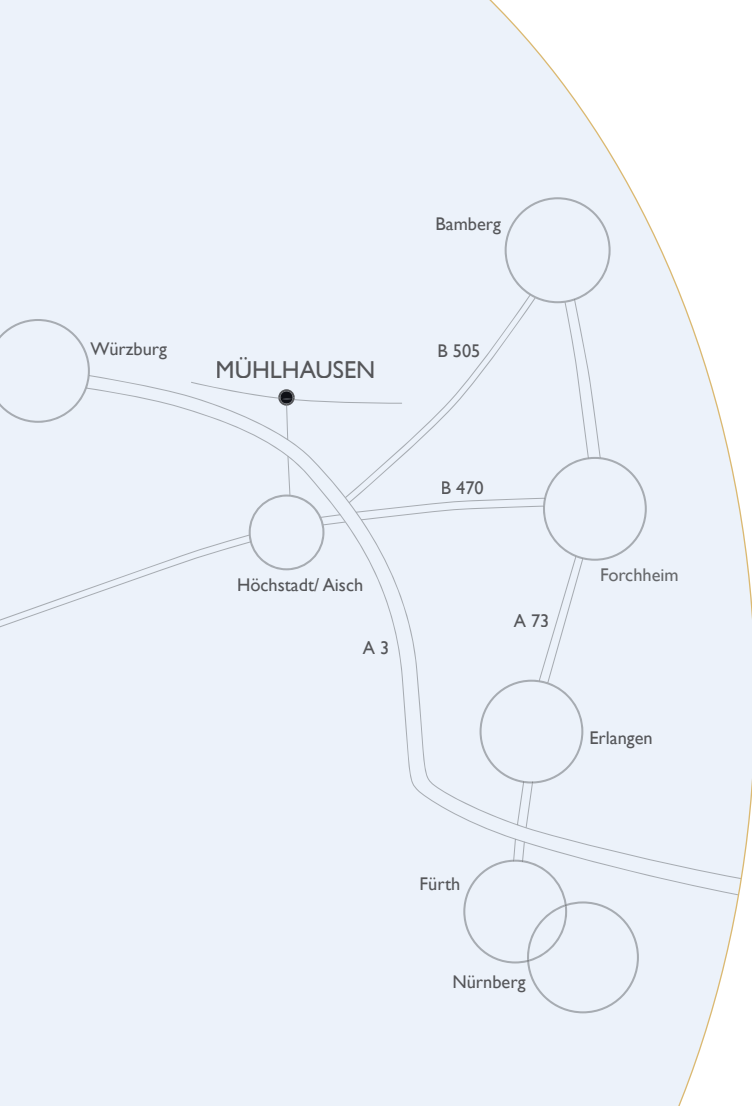 Bamberg
Würzburg
B 505
MÜHLHAUSEN
B 470
Forchheim
Höchstadt/ Aisch
A 73
A 3
Erlangen
Fürth
Nürnberg